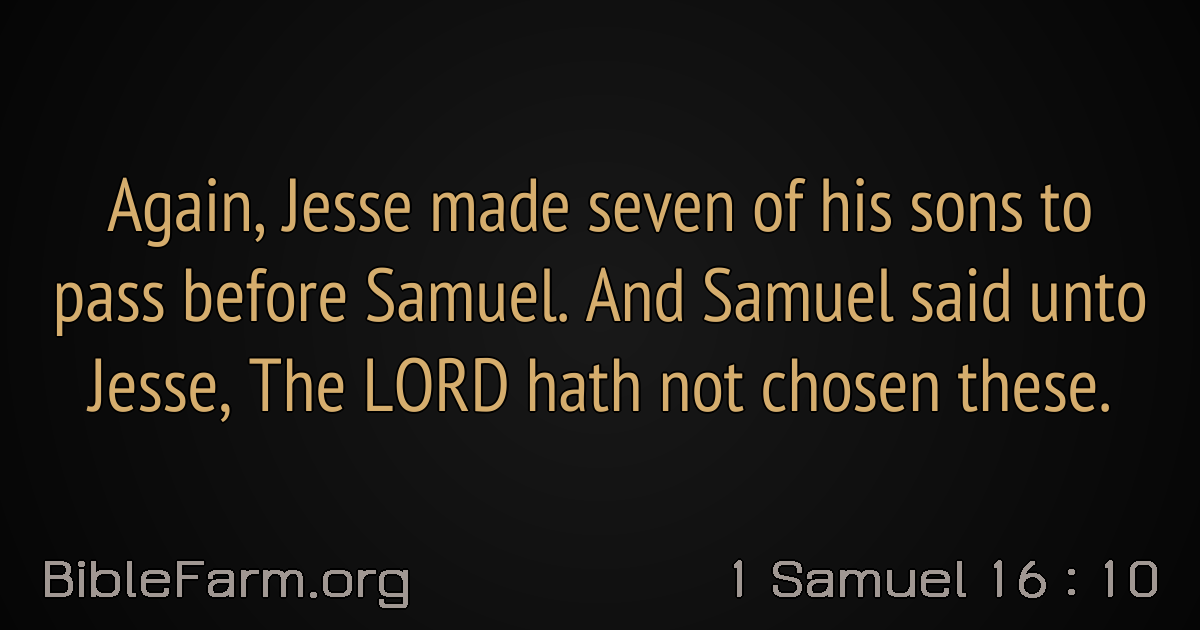 Again, Jesse made seven of his sons to
pass before Samuel. And Samuel said unto
Jesse, The LORD hath not chosen these.
BibleFarm.org
1 Samuel 16 : 10